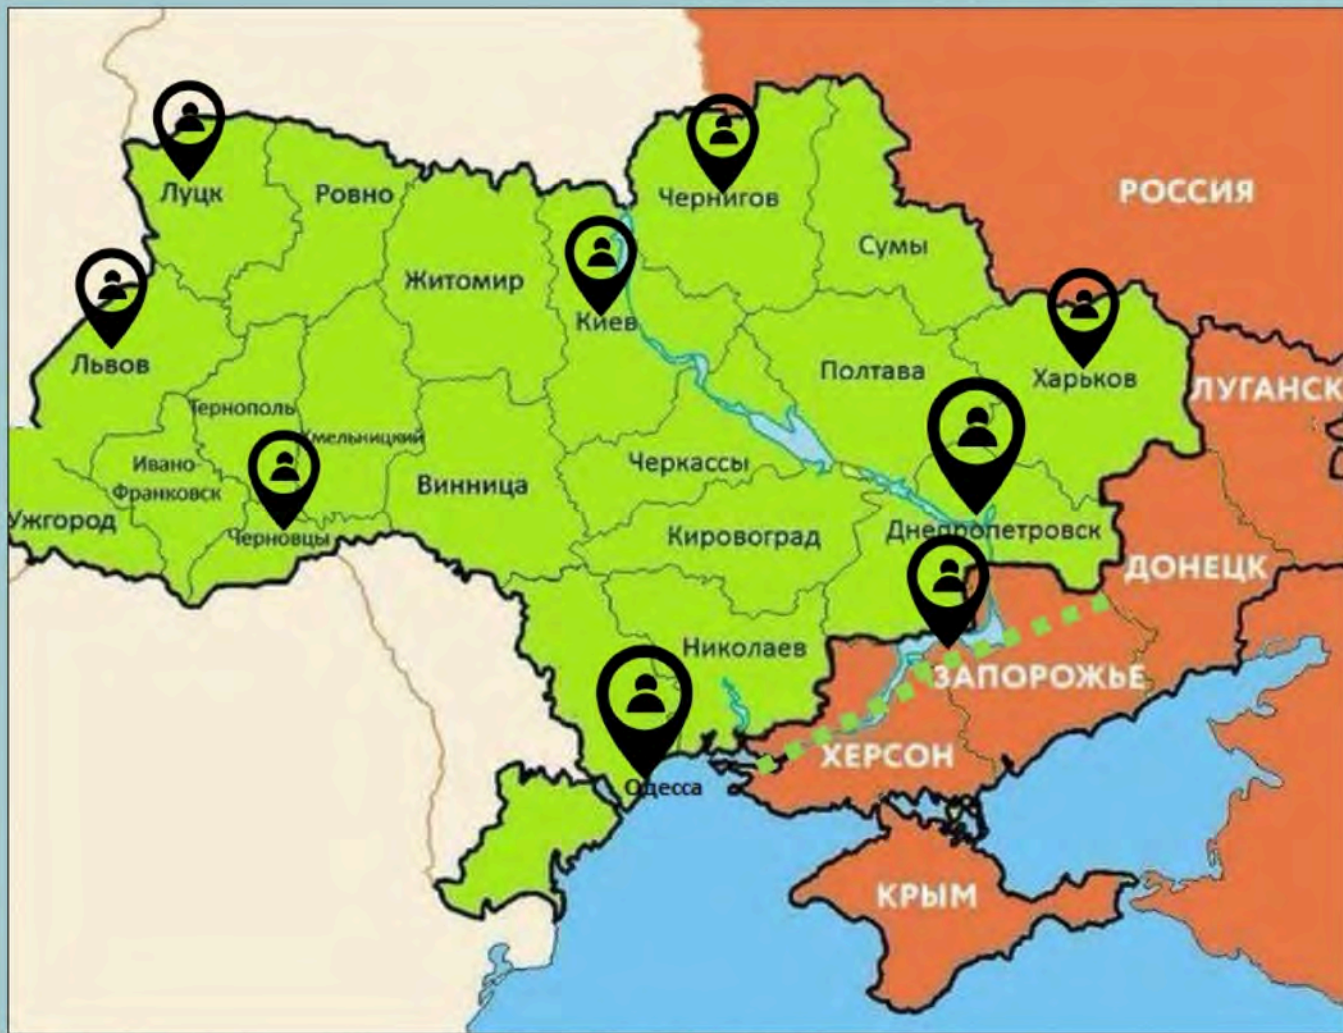 РОССИЯ
Луцк
Ровно
Чернигов
Сумы
Житомир
Киев
Львов
Полтава
Харьков
ЛУГАНСК
Тернополь
Хмельницкий
Ивано-
Франковск
Винница
Черкассы
Ужгород
Черновцы
Кировоград
Днепропетровск
ДОНЕЦК
Николаев
ЗАПОРОЖЬЕ
ХЕРСОН
Одесса
КРЫМ